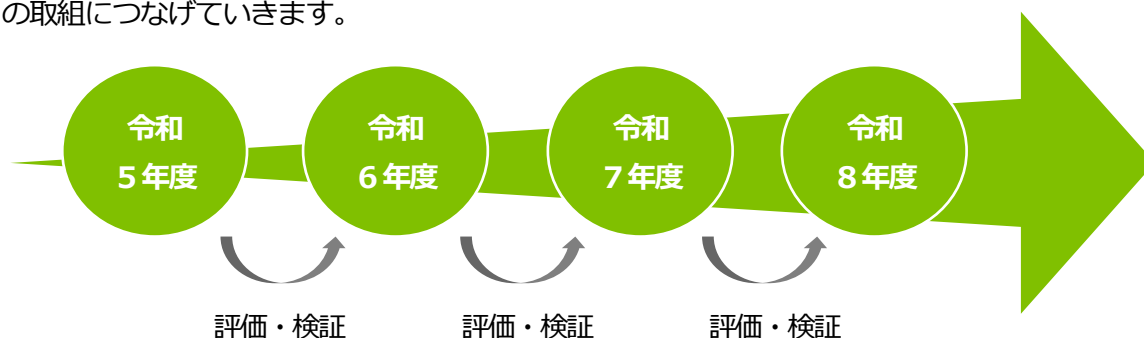 の取組につなげていきます。
令和
5年度
令和
6年度
令和
7年度
令和
8年度
評価・検証
評価・検証
評価・検証